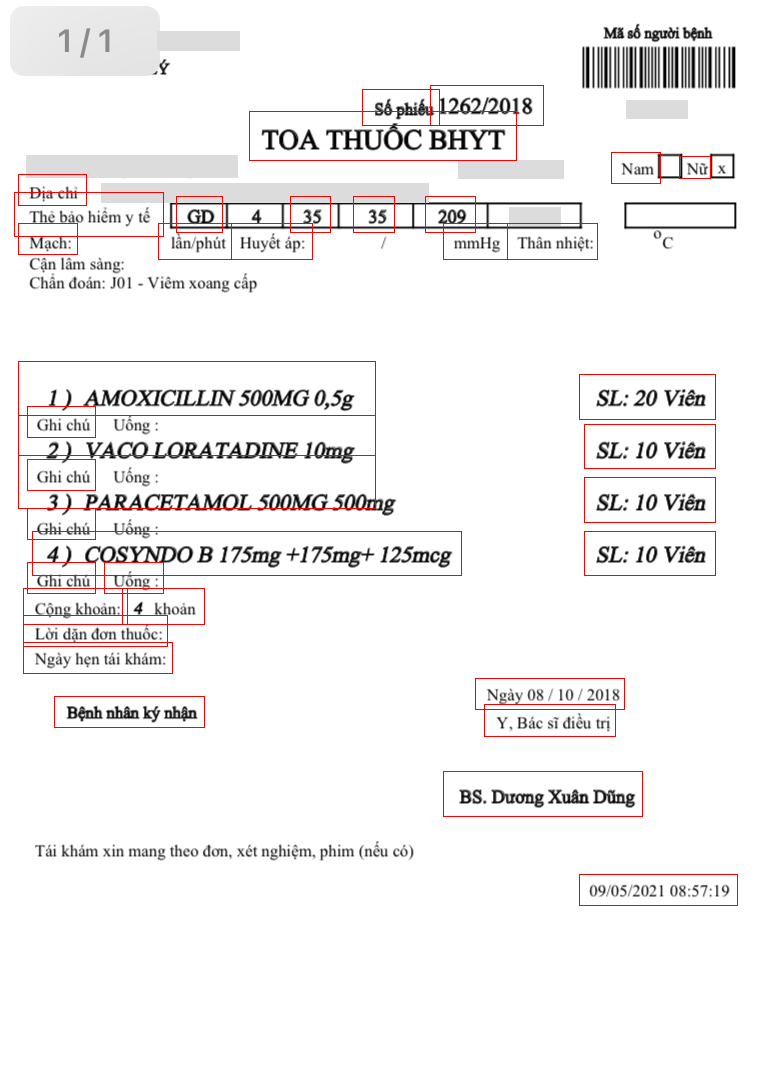 1/1
Mã số người bệnh
Ý
Số phiếu 1262/2018
TOA THUỐC BHYT
Nam Nữ x
Địa chỉ
Thẻ bảo hiểm y tế GD 4 35 35 209
Mạch: lần/phút Huyết áp: / mmHg Thân nhiệt: °C
Cận lâm sàng:
Chẩn đoán: J01 - Viêm xoang cấp
1 ) AMOXICILLIN 500MG 0,5g SL: 20 Viên
Ghi chú Uống :
2 ) VACO LORATADINE 10mg SL: 10 Viên
Ghi chú Uống :
3 ) PARACETAMOL 500MG 500mg SL: 10 Viên
Ghi chú Uống :
4 ) COSYNDO B 175mg +175mg+ 125mcg SL: 10 Viên
Ghi chú Uống :
Cộng khoản: 4 khoản
Lời dặn đơn thuốc:
Ngày hẹn tái khám:
Ngày 08 / 10 / 2018
Bệnh nhân ký nhận
Y, Bác sĩ điều trị
BS. Dương Xuân Dũng
Tái khám xin mang theo đơn, xét nghiệm, phim (nếu có)
09/05/2021 08:57:19